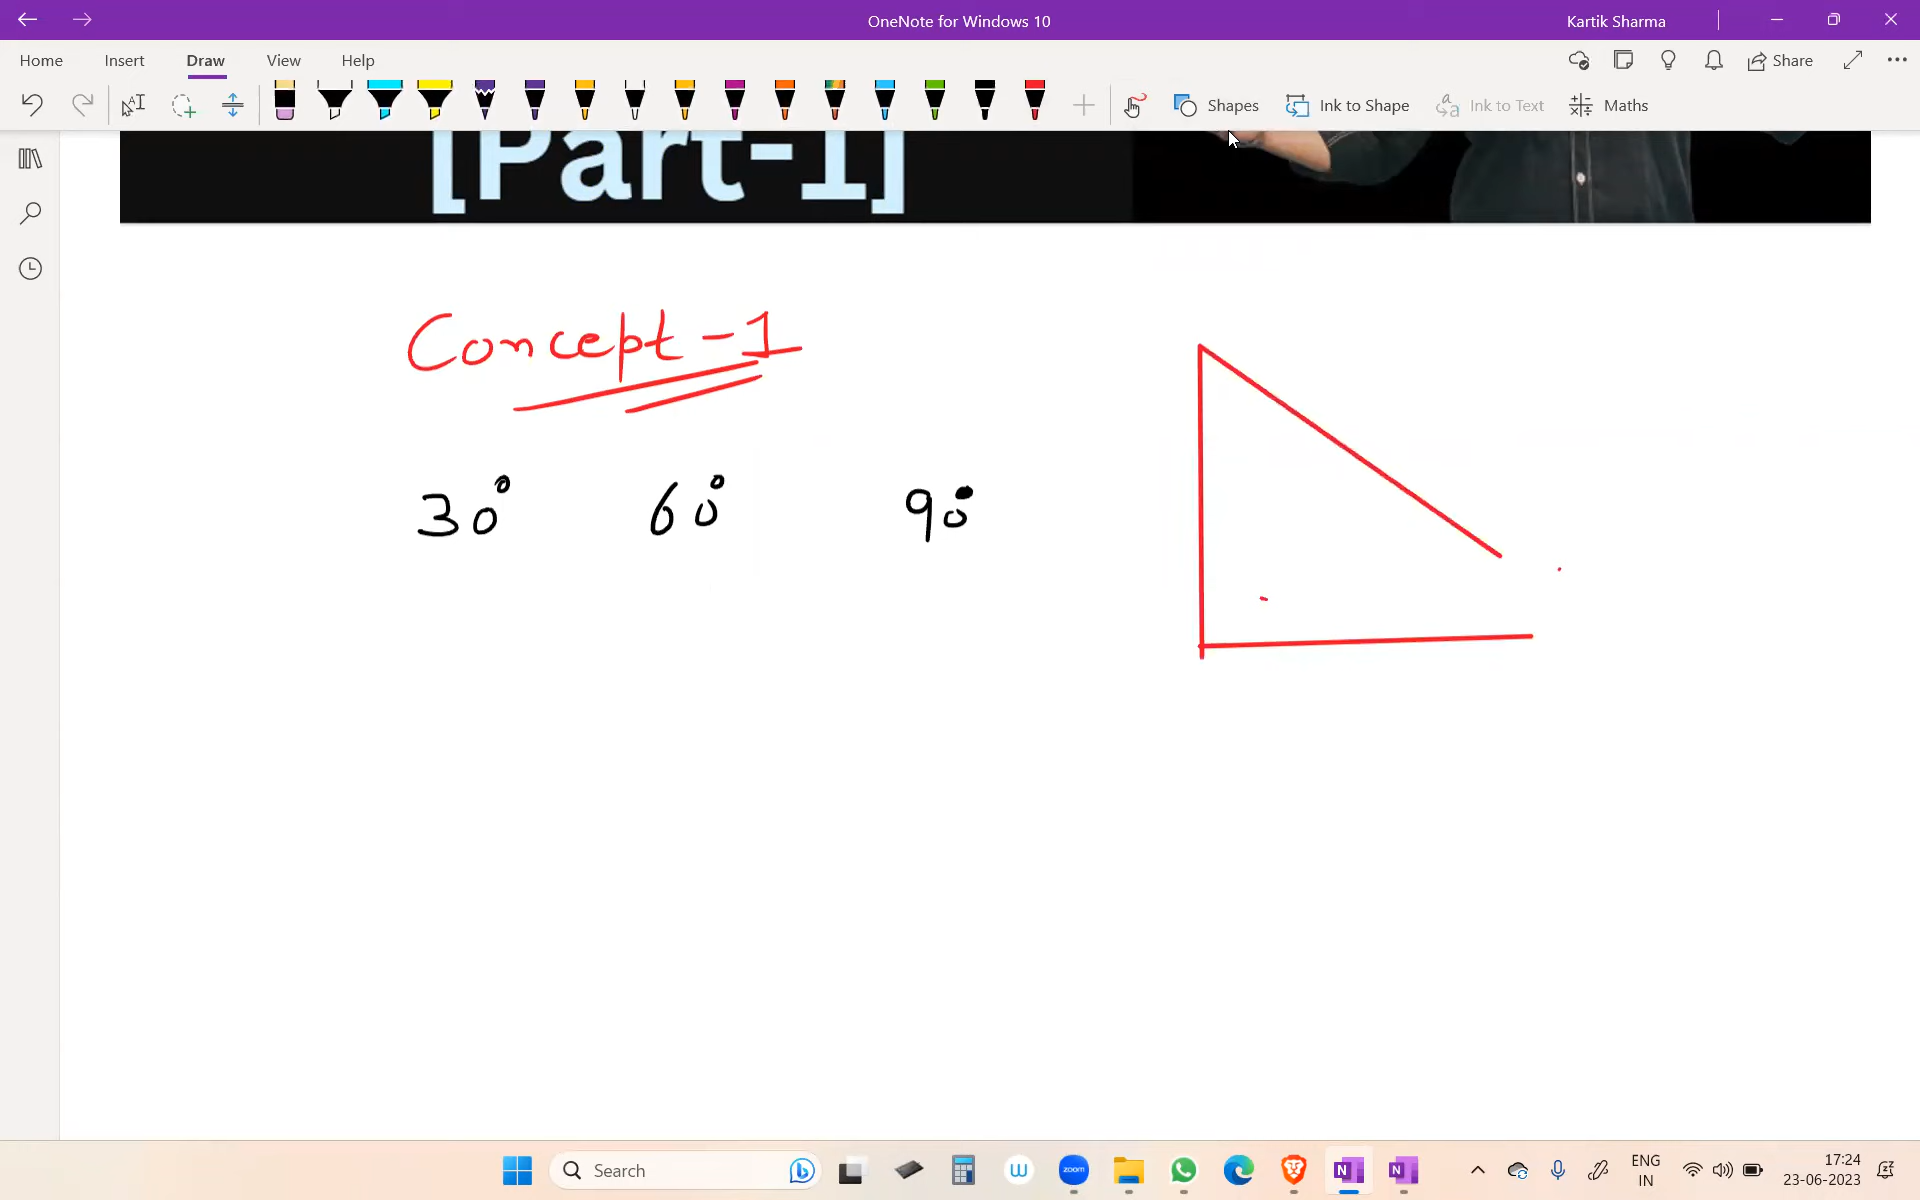 OneNote for Windows 10
Kartik Sharma
Home Insert Draw View Help
Share
Shapes Ink to Shape Ink to Text Maths
[Part-1]
Concept -1
30° 60° 90°
Search
zoom
ENG
IN
17:24
23-06-2023